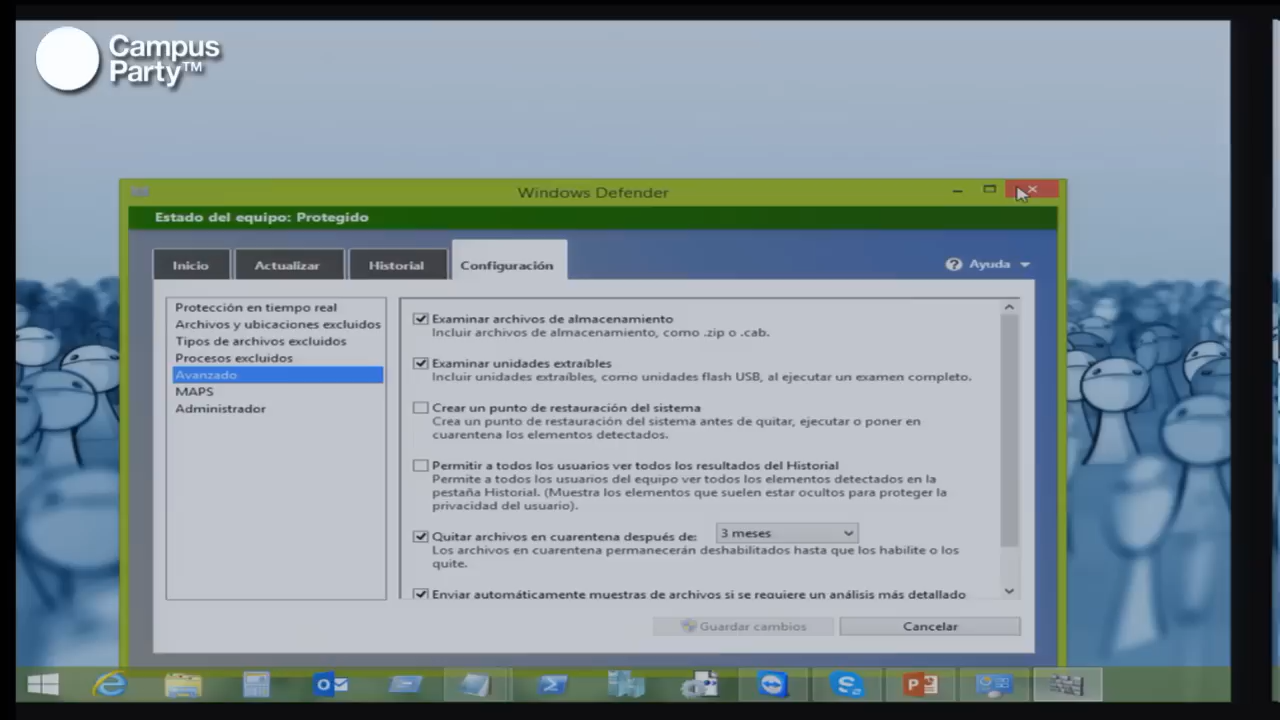 Campus
Party™
Windows Defender
Estado del equipo: Protegido
Inicio
Actualizar
Historial
Configuración
Ayuda
Protección en tiempo real
Archivos y ubicaciones excluidos
Tipos de archivos excluidos
Procesos excluidos
Avanzado
MAPS
Administrador
Examinar archivos de almacenamiento
Incluir archivos de almacenamiento, como .zip o .cab.
Examinar unidades extraíbles
Incluir unidades extraíbles, como unidades flash USB, al ejecutar un examen completo.
Crear un punto de restauración del sistema
Crea un punto de restauración del sistema antes de quitar, ejecutar o poner en
cuarentena los elementos detectados.
Permitir a todos los usuarios ver todos los resultados del Historial
Permite a todos los usuarios del equipo ver todos los elementos detectados en la
pestaña Historial. (Muestra los elementos que suelen estar ocultos para proteger la
privacidad del usuario).
Quitar archivos en cuarentena después de: 3 meses
Los archivos en cuarentena permanecerán deshabilitados hasta que los habilite o los
quite.
Enviar automáticamente muestras de archivos si se requiere un análisis más detallado
Guardar cambios
Cancelar